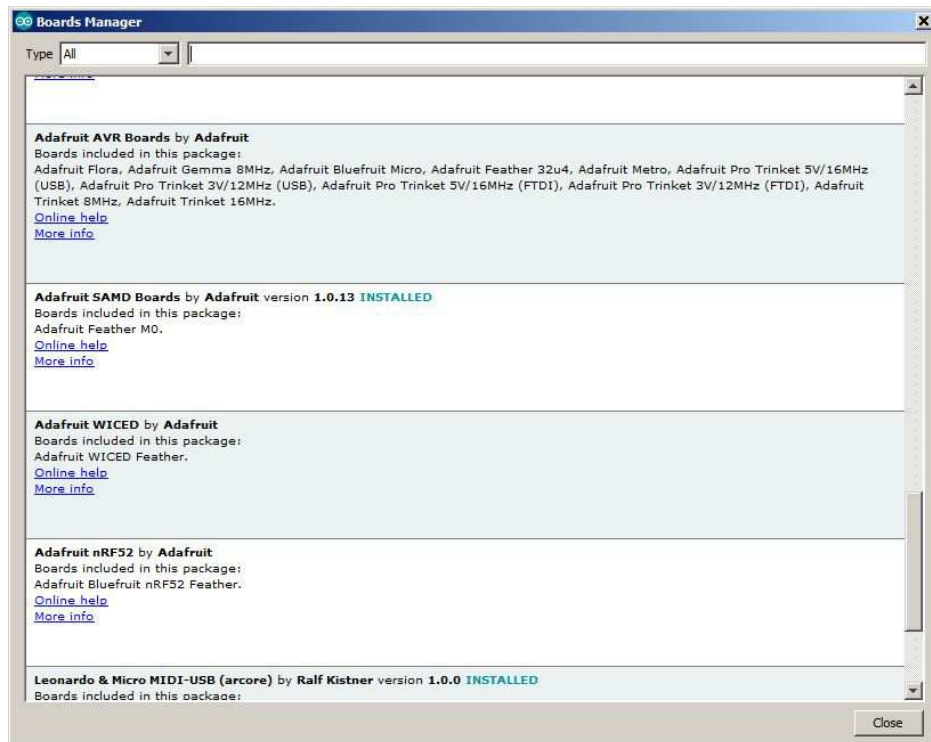 Boards Manager
Type All
More info
Adafruit AVR Boards by Adafruit
Boards included in this package:
Adafruit Flora, Adafruit Gemma 8MHz, Adafruit Bluefruit Micro, Adafruit Feather 32u4, Adafruit Metro, Adafruit Pro Trinket 5V/16MHz
(USB), Adafruit Pro Trinket 3V/12MHz (USB), Adafruit Pro Trinket 5V/16MHz (FTDI), Adafruit Pro Trinket 3V/12MHz (FTDI), Adafruit
Trinket 8MHz, Adafruit Trinket 16MHz.
Online help
More info
Adafruit SAMD Boards by Adafruit version 1.0.13 INSTALLED
Boards included in this package:
Adafruit Feather M0.
Online help
More info
Adafruit WICED by Adafruit
Boards included in this package:
Adafruit WICED Feather.
Online help
More info
Adafruit nRF52 by Adafruit
Boards included in this package:
Adafruit Bluefruit nRF52 Feather.
Online help
More info
Leonardo & Micro MIDI-USB (arcore) by Ralf Kistner version 1.0.0 INSTALLED
Boards included in this package:
Close